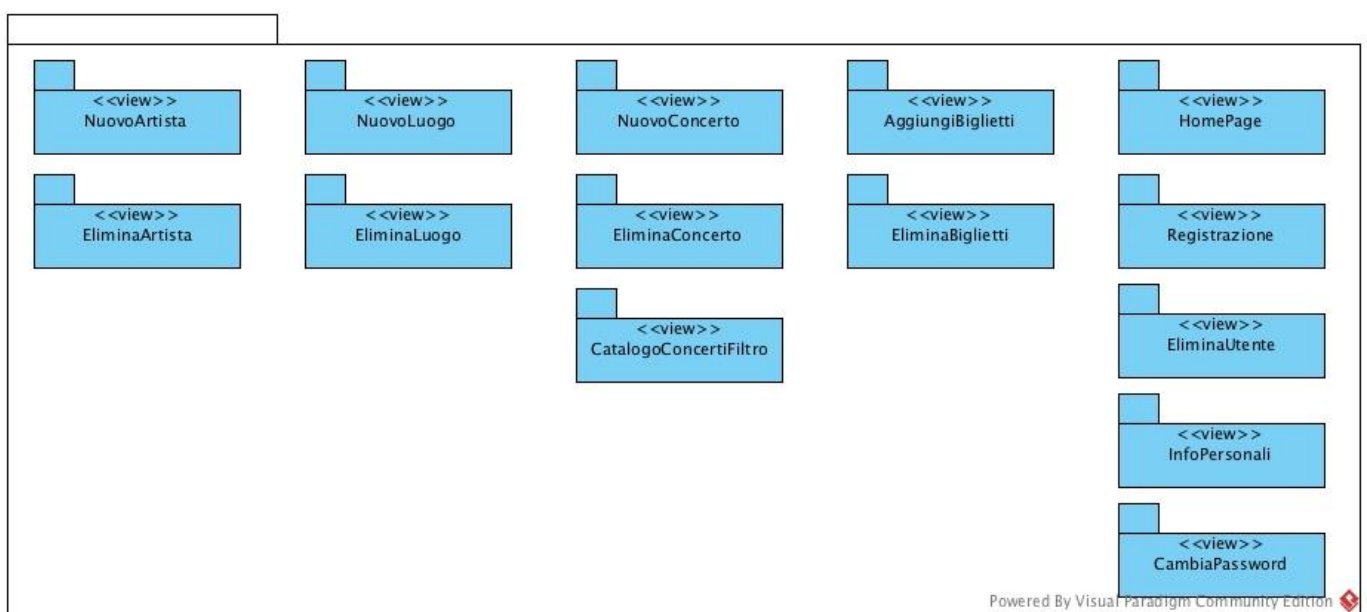 <<view>>
NuovoArtista
<<view>>
NuovoLuogo
<<view>>
NuovoConcerto
<<view>>
AggiungiBiglietti
<<view>>
HomePage
<<view>>
EliminaArtista
<<view>>
EliminaLuogo
<<view>>
EliminaConcerto
<<view>>
EliminaBiglietti
<<view>>
Registrazione
<<view>>
CatalogoConcertiFiltro
<<view>>
EliminaUtente
<<view>>
InfoPersonali
<<view>>
CambiaPassword
Powered By Visual Paradigm Community Edition